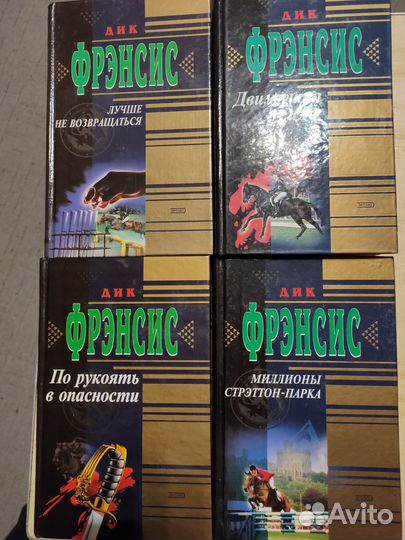 ДИК
ФРЭНСИС
ЛУЧШЕ
НЕ ВОЗВРАЩАТЬСЯ
ДИК
ФРЭНСИС
ДИК
ФРЭНСИС
По рукоять
в опасности
ДИК
ФРЭНСИС
МИЛЛИОНЫ
СТРЭТТОН-ПАРКА
Avito